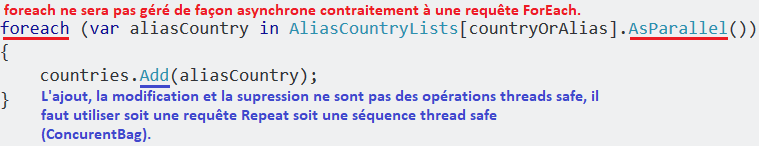 foreach ne sera pas géré de façon asynchrone contraitement à une requête ForEach.
foreach (var aliasCountry in AliasCountryLists[countryOrAlias].AsParallel())
{
countries.Add(aliasCountry);
} L'ajout, la modification et la supression ne sont pas des opérations threads safe, il
faut utiliser soit une requête Repeat soit une séquence thread safe
(ConcurentBag).